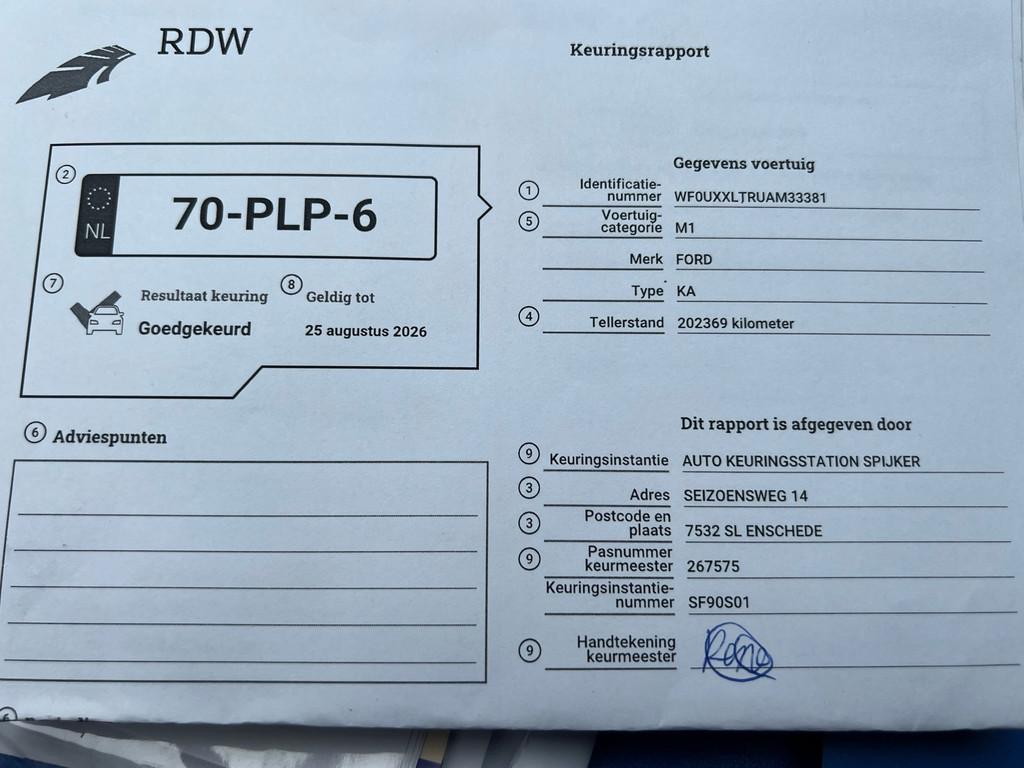 RDW
Keuringsrapport
2
NL
70-PLP-6
7
Resultaat keuring
Goedgekeurd
8
Geldig tot
25 augustus 2026
Gegevens voertuig
1 Identificatie-
nummer WF0UXXLTRUAM33381
5 Voertuig-
categorie M1
Merk FORD
Type KA
4 Tellerstand 202369 kilometer
6 Adviespunten
Dit rapport is afgegeven door
9 Keuringsinstantie AUTO KEURINGSSTATION SPIJKER
3 Adres SEIZOENSWEG 14
3 Postcode en
plaats 7532 SL ENSCHEDE
9 Pasnummer
keurmeester 267575
Keuringsinstantie-
nummer SF90S01
9 Handtekening
keurmeester